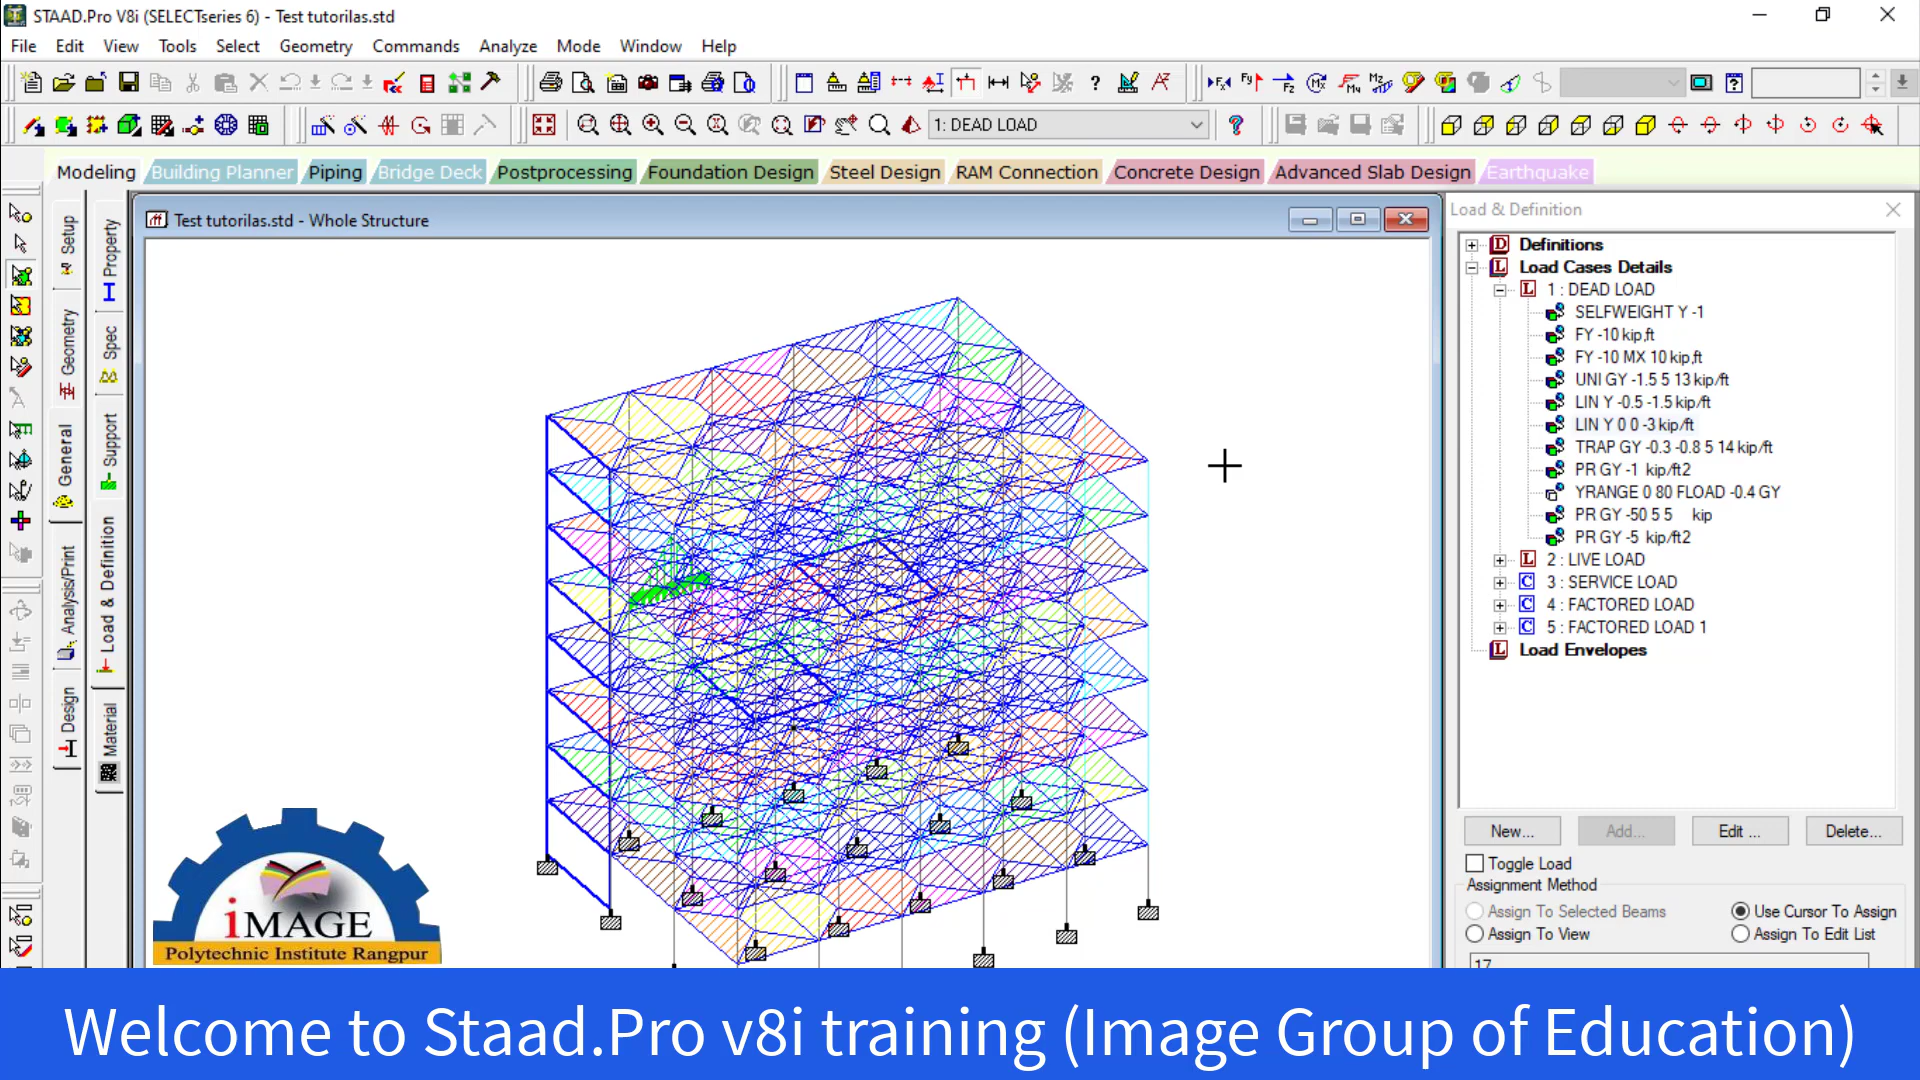 STAAD.Pro V8i (SELECTseries 6) - Test tutorilas.std
File Edit View Tools Select Geometry Commands Analyze Mode Window Help
1: DEAD LOAD
Modeling Building Planner Piping Bridge Deck Postprocessing Foundation Design Steel Design RAM Connection Concrete Design Advanced Slab Design Earthquake
Setup
Geometry
General
Analysis/Print
Design
Property
Spec
Support
Load & Definition
Material
Test tutorilas.std - Whole Structure
iMAGE
Polytechnic Institute Rangpur
Load & Definition
Definitions
Load Cases Details
1 : DEAD LOAD
SELFWEIGHT Y -1
FY -10 kip,ft
FY -10 MX 10 kip,ft
UNI GY -1.5 5 13 kip/ft
LIN Y -0.5 -1.5 kip/ft
LIN Y 0 0 -3 kip/ft
TRAP GY -0.3 -0.8 5 14 kip/ft
PR GY -1 kip/ft2
YRANGE 0 80 FLOAD -0.4 GY
PR GY -50 5 5 kip
PR GY -5 kip/ft2
2 : LIVE LOAD
3 : SERVICE LOAD
4 : FACTORED LOAD
5 : FACTORED LOAD 1
Load Envelopes
New... Add... Edit ... Delete...
Toggle Load
Assignment Method
Assign To Selected Beams Use Cursor To Assign
Assign To View Assign To Edit List
17
Welcome to Staad.Pro v8i training (Image Group of Education)